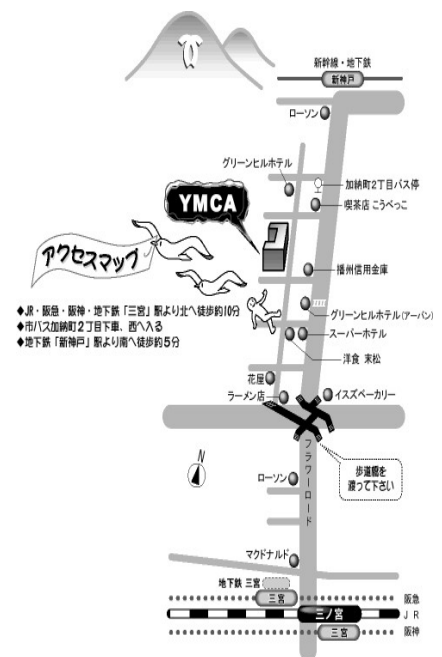 新幹線・地下鉄
新神戸
ローソン
グリーンヒルホテル
加納町2丁目バス停
YMCA
喫茶店 こうべっこ
アクセスマップ
播州信用金庫
◆JR・阪急・阪神・地下鉄「三宮」駅より北へ徒歩約10分
◆市バス加納町2丁目下車、西へ入る
◆地下鉄「新神戸」駅より南へ徒歩約5分
グリーンヒルホテル(アーバン)
スーパーホテル
洋食 末松
花屋
ラーメン店
イスズベーカリー
N
フラワーロード
歩道橋を
渡って下さい
ローソン
マクドナルド
地下鉄 三宮
三宮
阪急
三ノ宮
JR
三宮
阪神